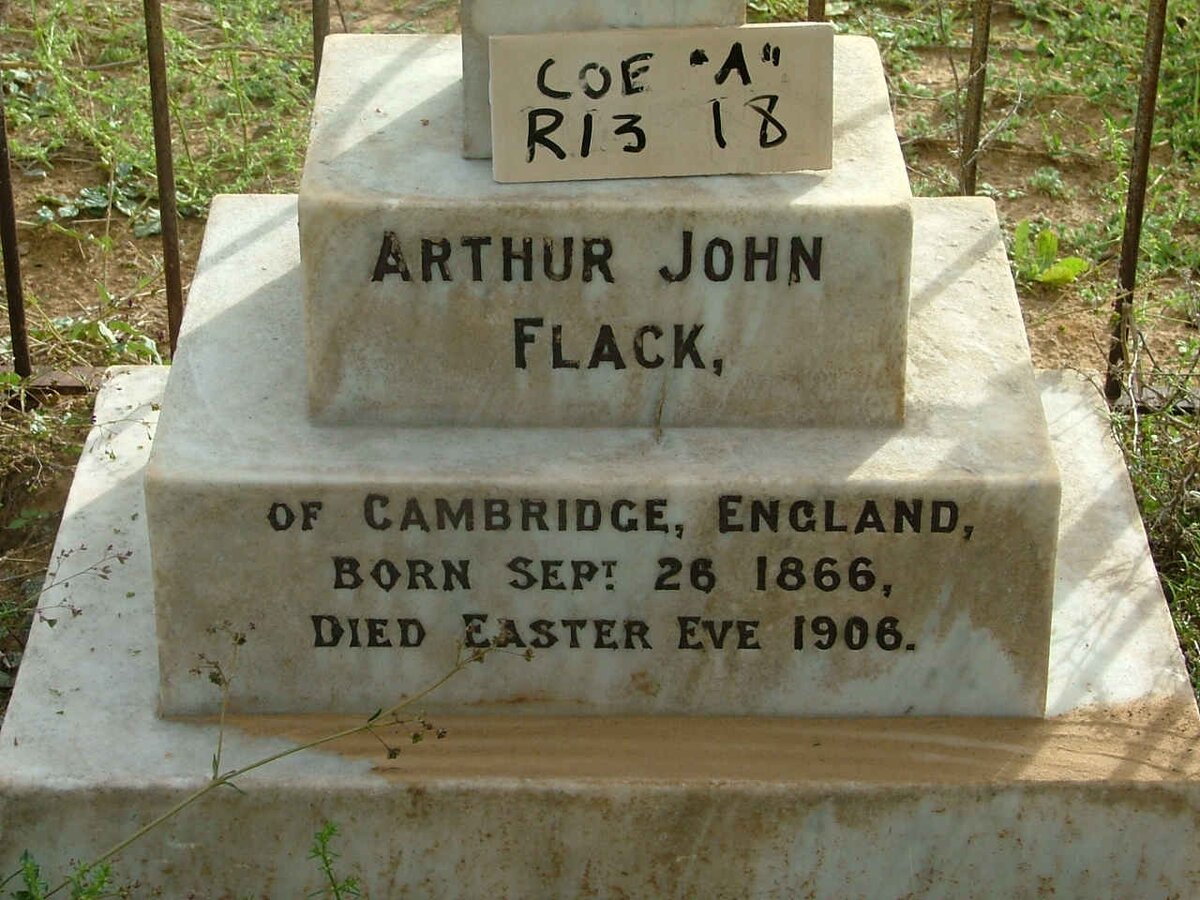 COE "A"
R13 18
ARTHUR JOHN
FLACK,
OF CAMBRIDGE, ENGLAND,
BORN SEPT. 26 1866,
DIED EASTER EVE 1906.